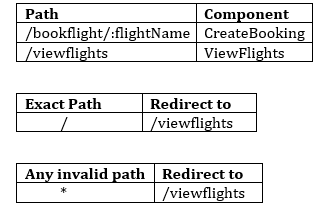 Path Component
/bookflight/:flightName CreateBooking
/viewflights ViewFlights
Exact Path Redirect to
/ /viewflights
Any invalid path Redirect to
* /viewflights